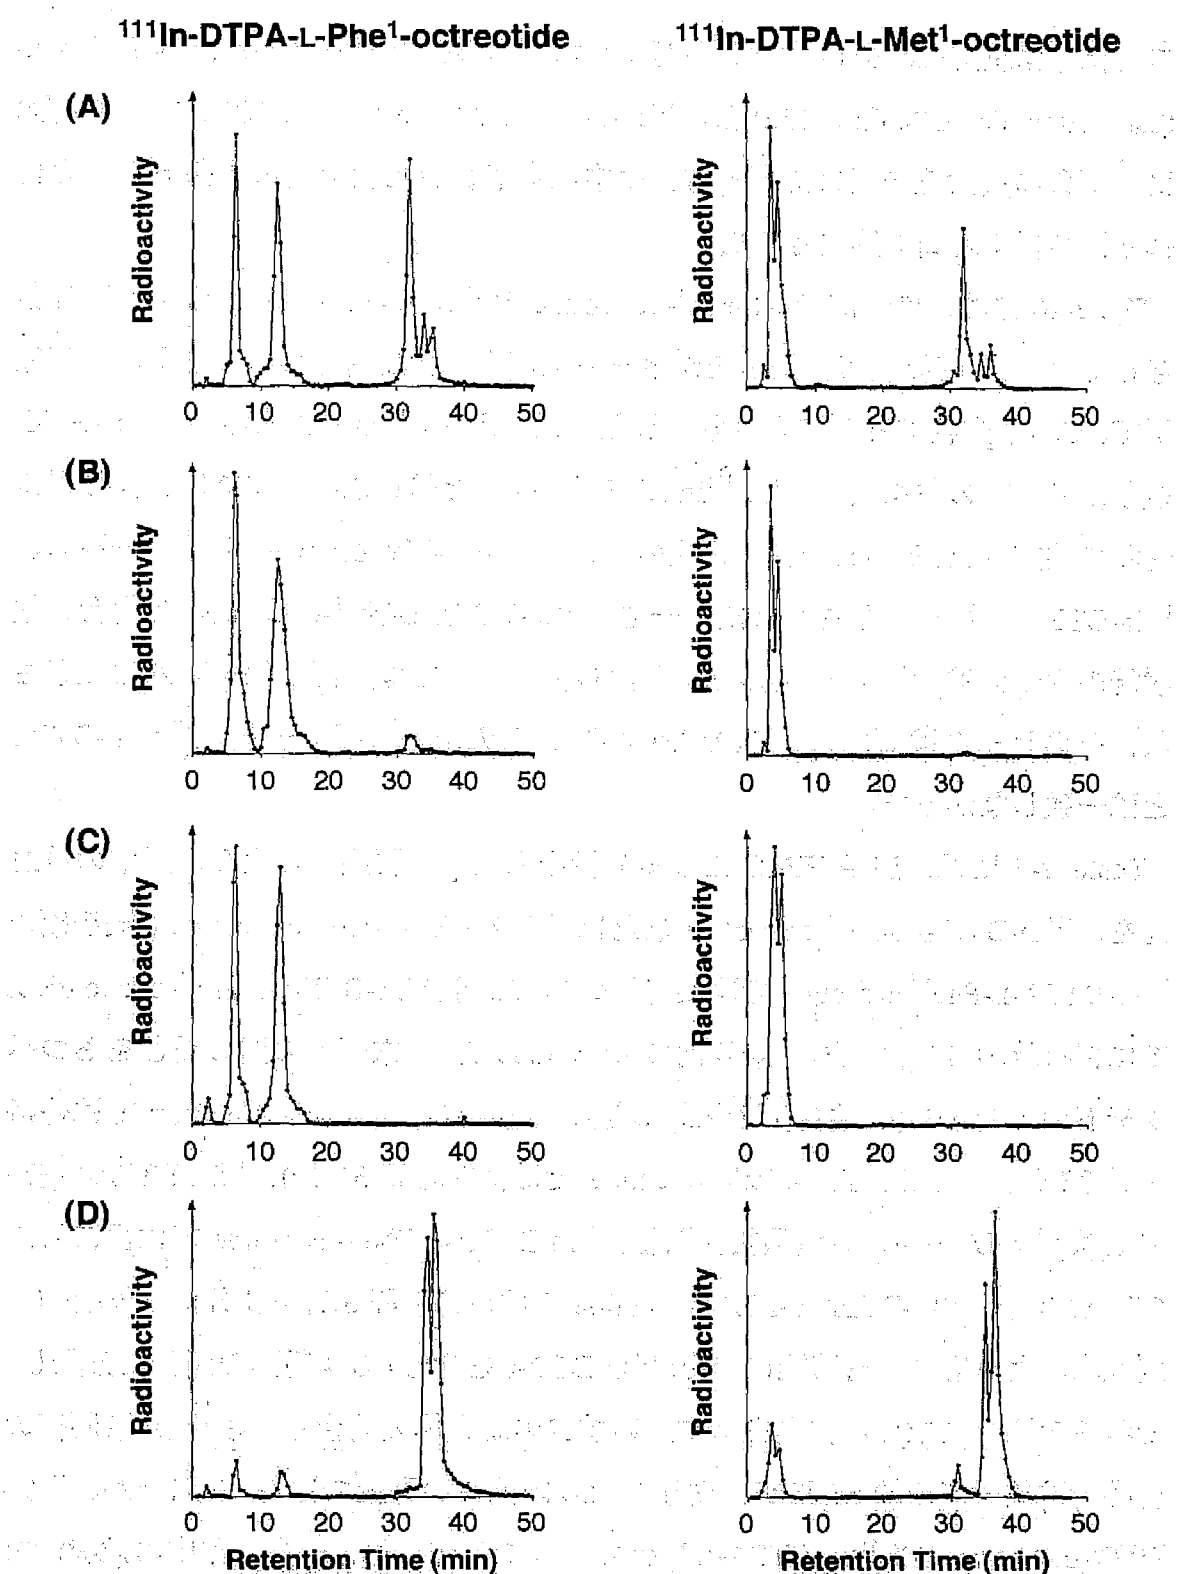 ¹¹¹In-DTPA-L-Phe¹-octreotide ¹¹¹In-DTPA-L-Met¹-octreotide
(A)
Radioactivity Radioactivity
0 10 20 30 40 50 0 10 20 30 40 50
(B)
Radioactivity Radioactivity
0 10 20 30 40 50 0 10 20 30 40 50
(C)
Radioactivity Radioactivity
0 10 20 30 40 50 0 10 20 30 40 50
(D)
Radioactivity Radioactivity
0 10 20 30 40 50 0 10 20 30 40 50
Retention Time (min) Retention Time (min)